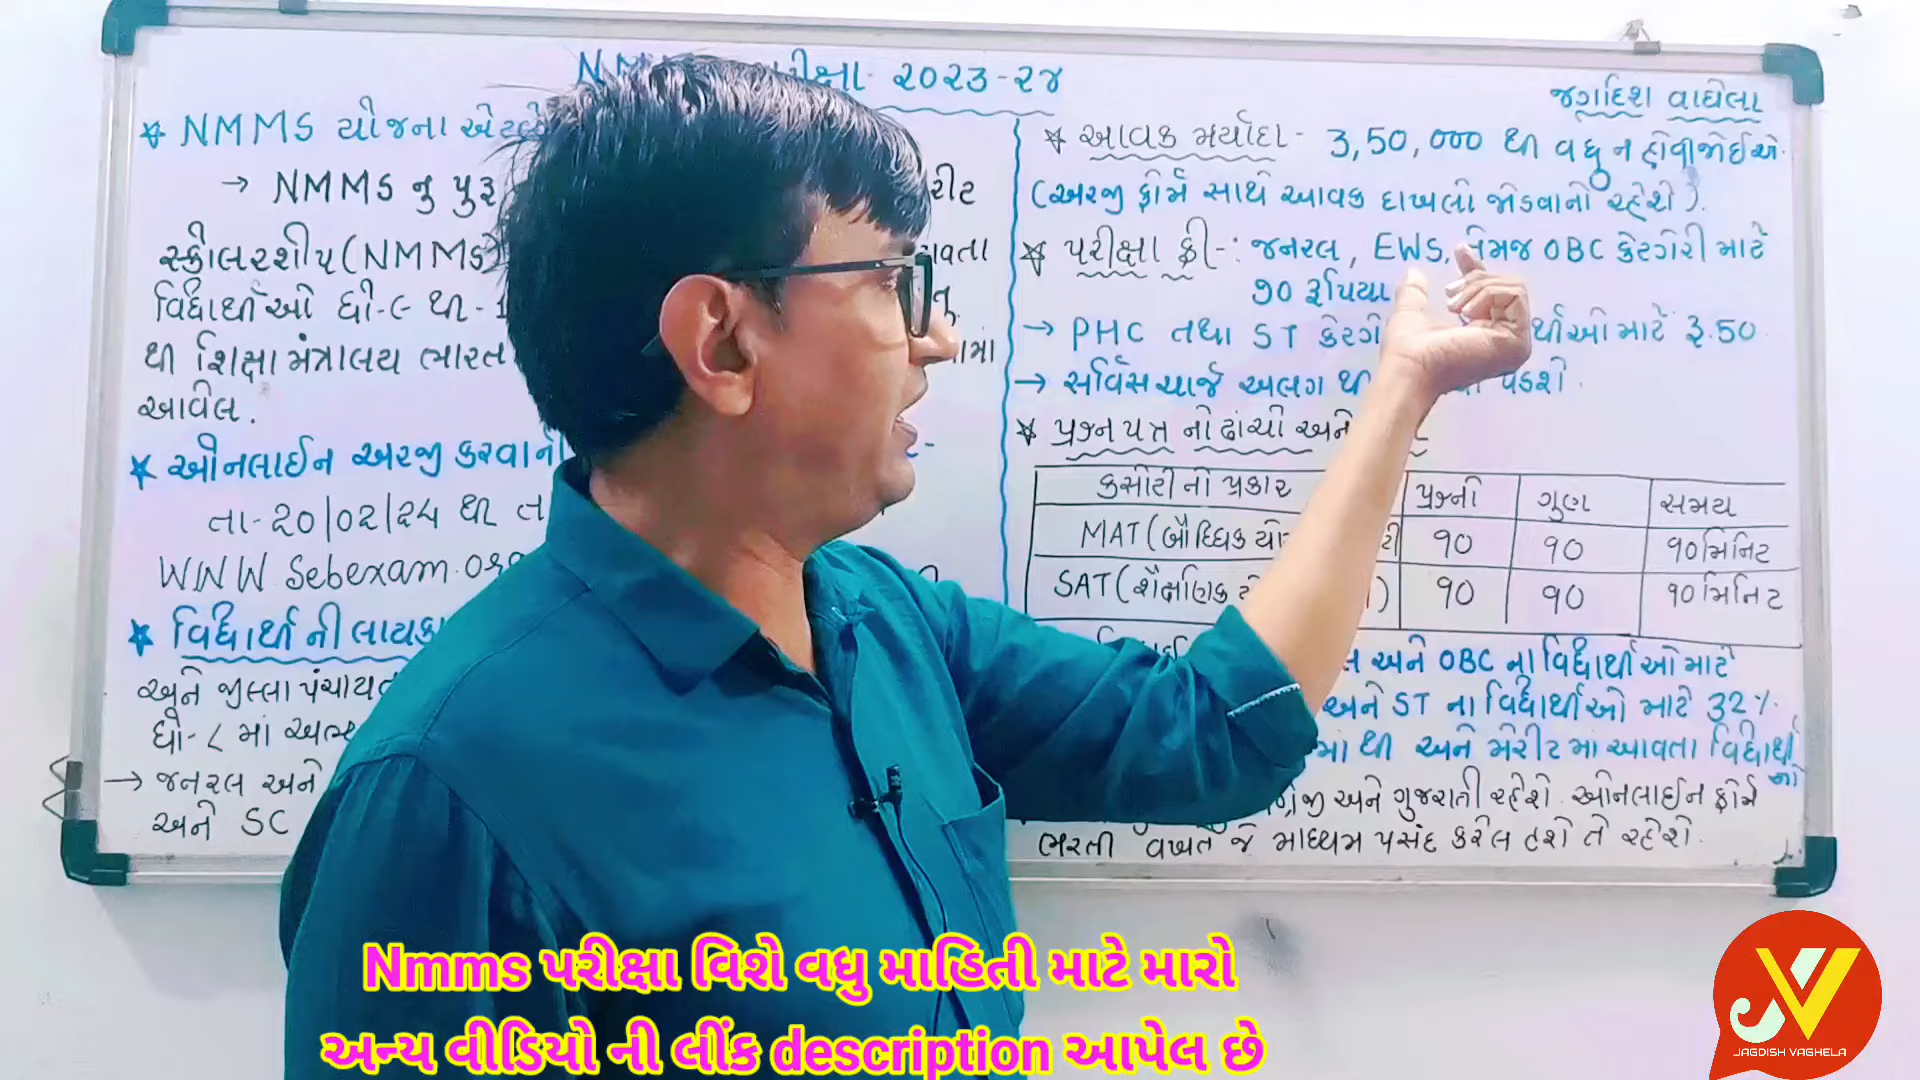 પરીક્ષા- ૨૦૨૩-૨૪
જગદિશ વાઘેલા
* NMMS યોજના એટલે
→ NMMS નુ પુરૂ
રીટ
સ્કોલરશીપ(NMMS)
વિદ્યાર્થીઓ ધો-૯ થી-
થી શિક્ષા મંત્રાલય ભારત
આવેલ.
* ઓનલાઈન અરજી કરવાનો
તા-૨૦/૦૨/૨૪ થી
WWW.Sebexam.
* વિદ્યાર્થી ની લાયકા
અને જીલ્લા પંચાયત
ધો-૮ માં
→ જનરલ અને
અને SC
* આવક મર્યાદા - 3,50,000 થી વધુ ન હોવી જોઈએ.
(અરજી ફોર્મ સાથે આવક દાખલો જોડવાનો રહેશે).
* પરીક્ષા ફી-: જનરલ, EWS, તેમજ OBC કેટેગેરી માટે
૭૦ રૂપિયા
→ PHC તથા ST કેટેગે ર્થીઓ માટે રૂ.50
→ સર્વિસ ચાર્જ અલગ થી પડશે.
* પ્રશ્ન પત્ર નો ઢાંચો અને
કસોટી નો પ્રકાર પ્રશ્નો ગુણ સમય
MAT (બૌધ્ધિક ૯૦ ૯૦ ૯૦ મિનિટ
SAT (શૈક્ષણિક ૯૦ ૯૦ ૯૦ મિનિટ
અને OBC ના વિદ્યાર્થીઓ માટે
અને ST ના વિદ્યાર્થીઓ માટે 32%.
માં થી અને મેરીટ માં આવતા વિદ્યાર્થી
અને ગુજરાતી રહેશે. ઓનલાઈન ફોર્મ
ભરતી વખતે જે માધ્યમ પસંદ કરેલ હશે તે રહેશે.
Nmms પરીક્ષા વિશે વધુ માહિતી માટે મારો
અન્ય વીડિયો ની લીંક description આપેલ છે
JV
JAGDISH VAGHELA